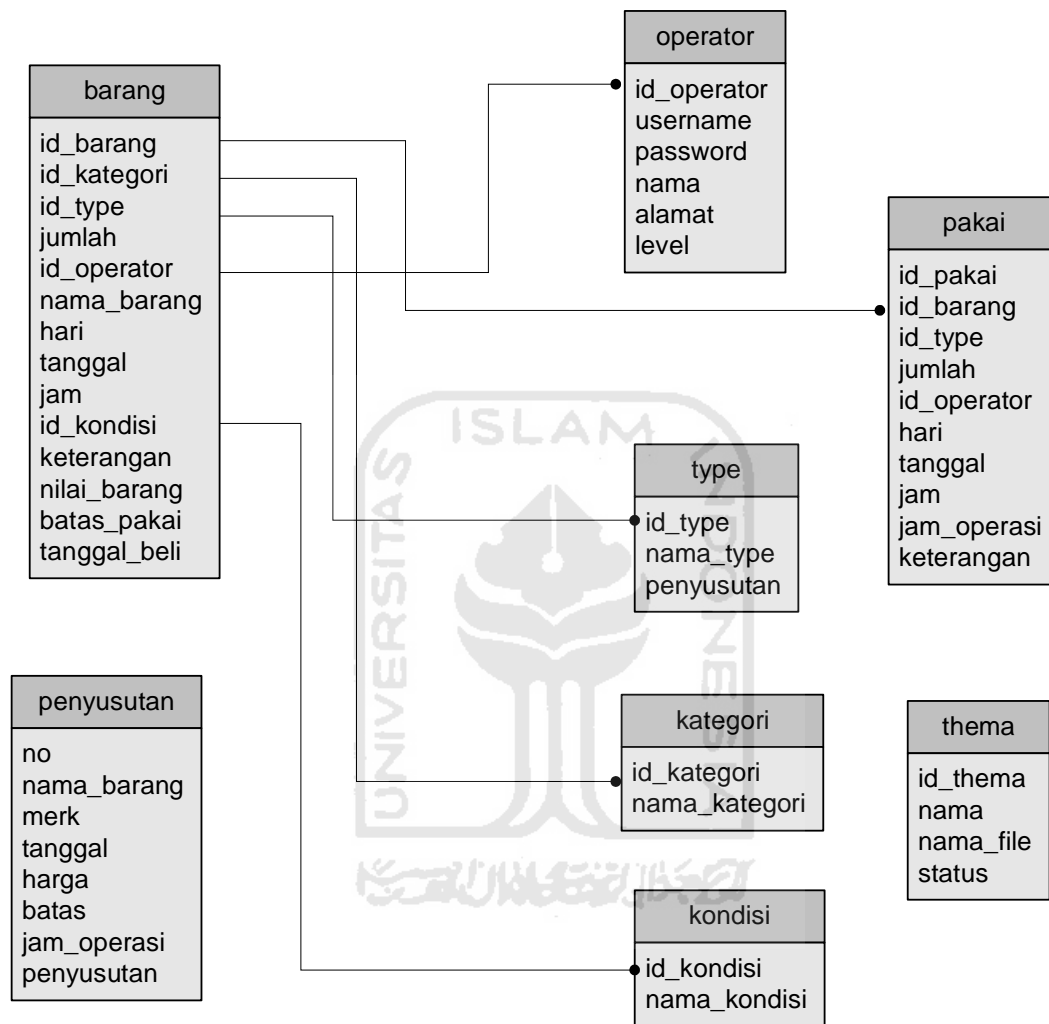 operator
id_operator
username
password
nama
alamat
level
barang
id_barang
id_kategori
id_type
jumlah
id_operator
nama_barang
hari
tanggal
jam
id_kondisi
keterangan
nilai_barang
batas_pakai
tanggal_beli
pakai
id_pakai
id_barang
id_type
jumlah
id_operator
hari
tanggal
jam
jam_operasi
keterangan
type
id_type
nama_type
penyusutan
penyusutan
no
nama_barang
merk
tanggal
harga
batas
jam_operasi
penyusutan
kategori
id_kategori
nama_kategori
thema
id_thema
nama
nama_file
status
kondisi
id_kondisi
nama_kondisi
UNIVERSITAS
ISLAM
INDONESIA